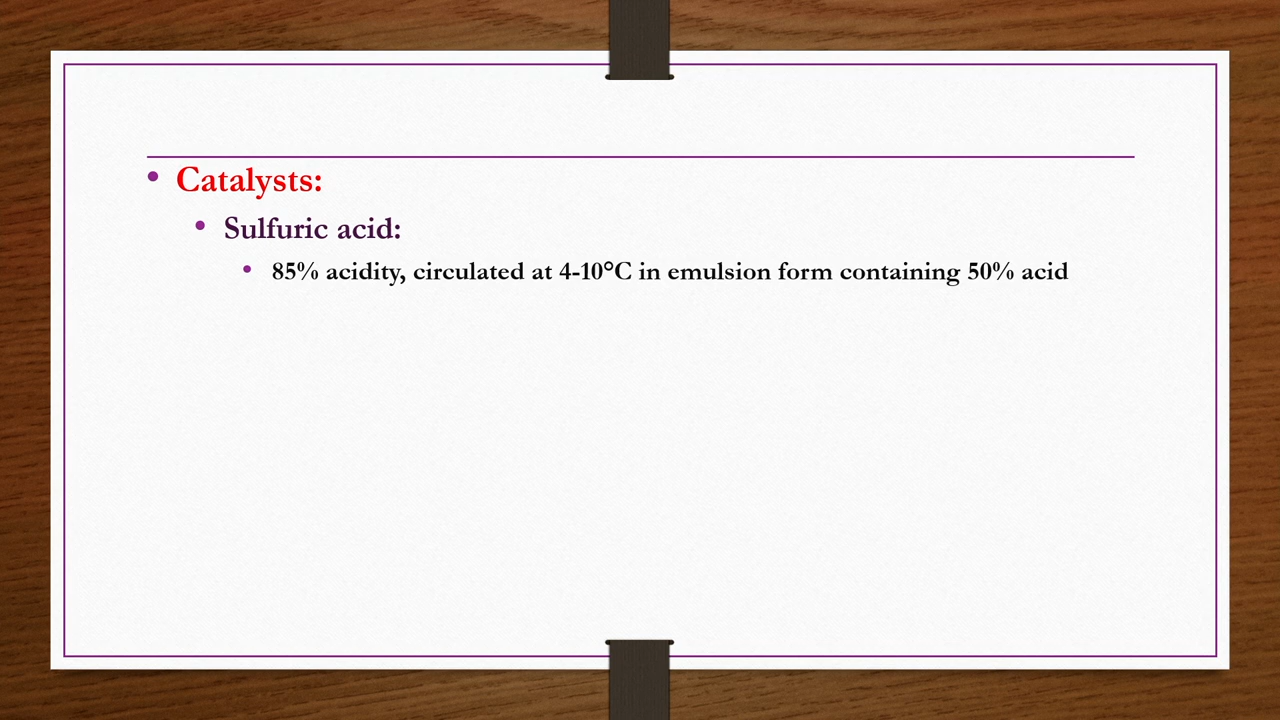 • Catalysts:
• Sulfuric acid:
• 85% acidity, circulated at 4-10°C in emulsion form containing 50% acid